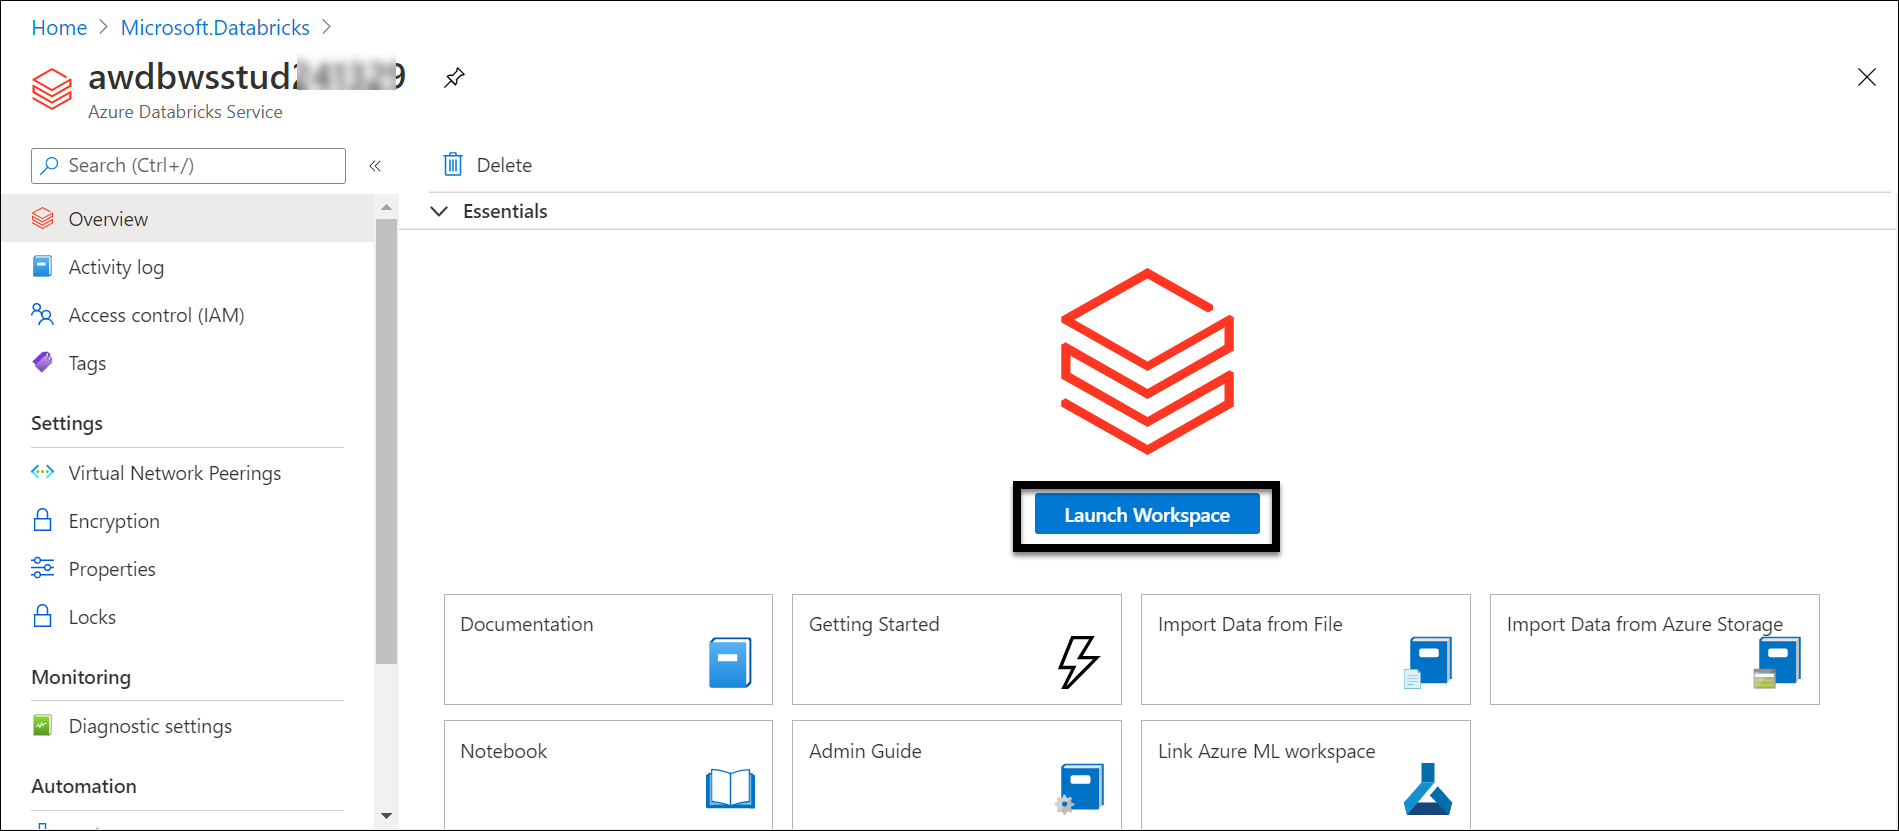 Home > Microsoft.Databricks >
awdbwsstud
Azure Databricks Service
Search (Ctrl+/)
«
Delete
Essentials
Overview
Activity log
Access control (IAM)
Tags
Settings
Virtual Network Peerings
Encryption
Properties
Locks
Monitoring
Diagnostic settings
Automation
Launch Workspace
Documentation
Getting Started
Import Data from File
Import Data from Azure Storage
Notebook
Admin Guide
Link Azure ML workspace